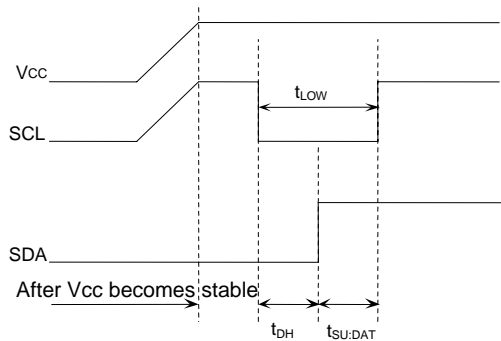 VCC
tLOW
SCL
SDA
After Vcc becomes stable
tDH
tSU:DAT